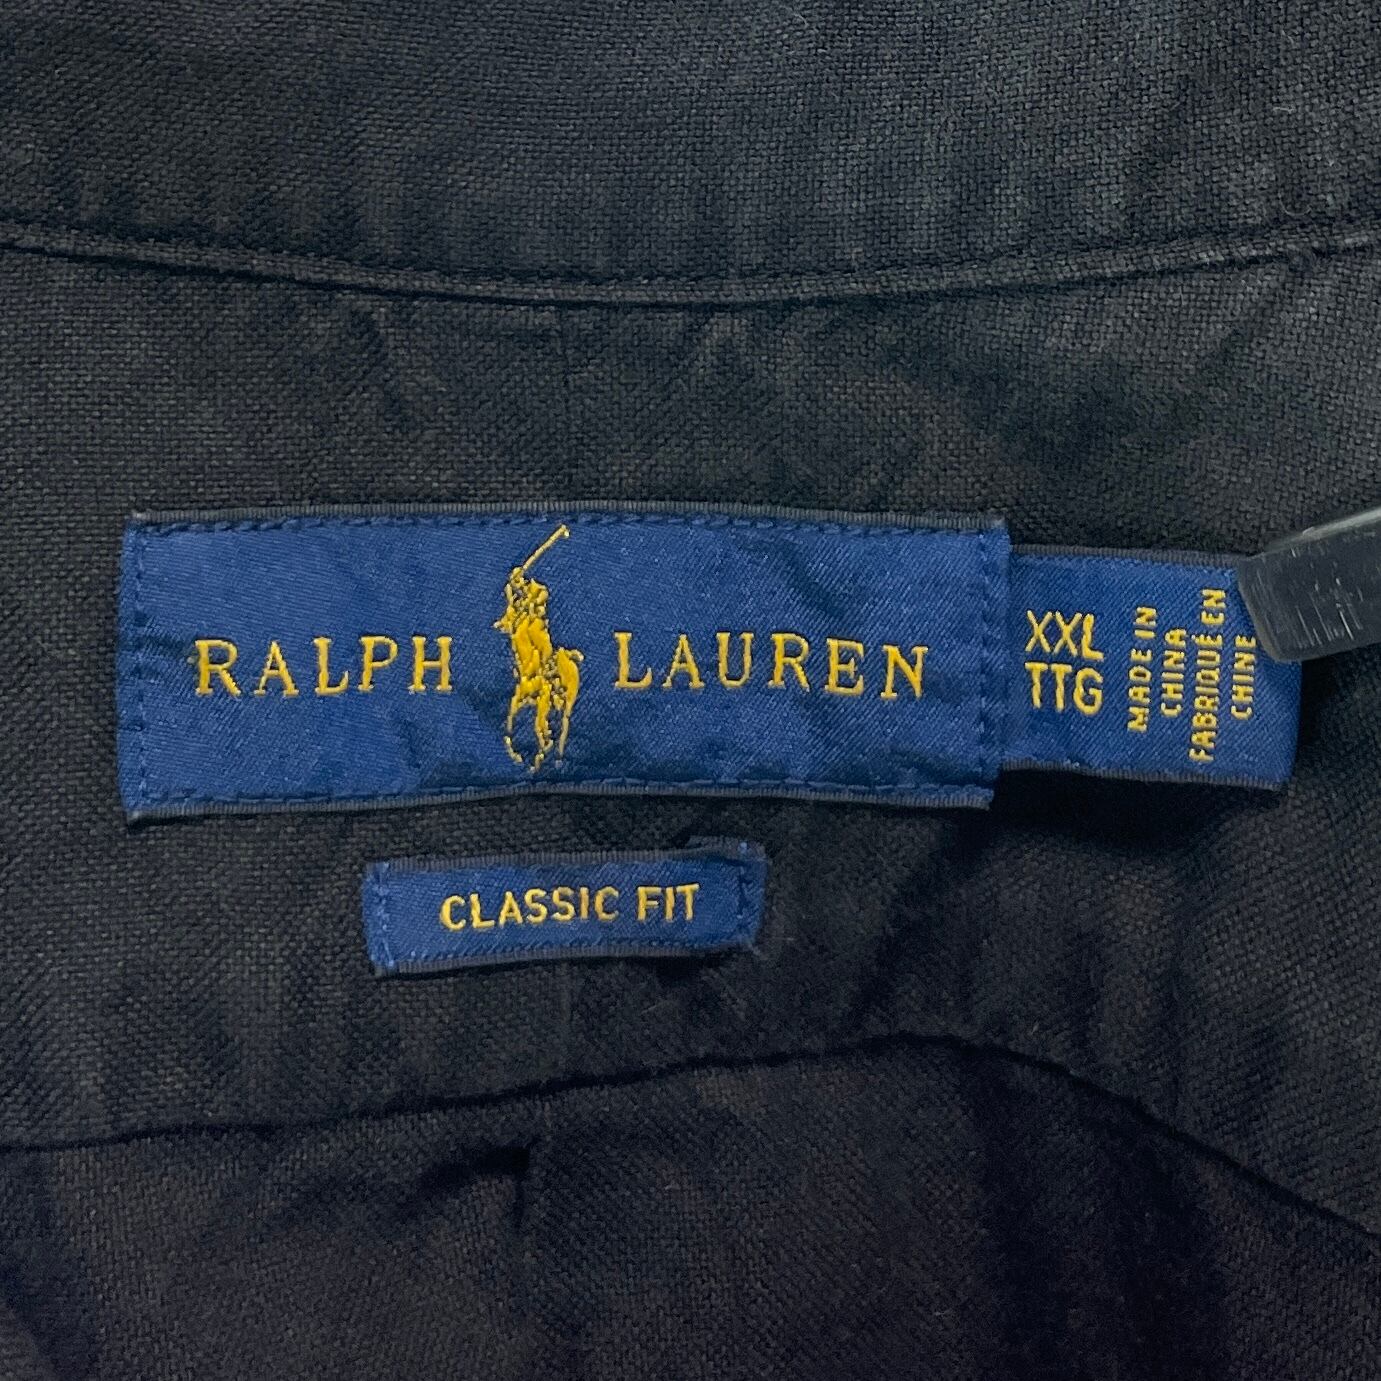 RALPH LAUREN
XXL
TTG
MADE IN
CHINA
FABRIQUÉ EN
CHINE
CLASSIC FIT